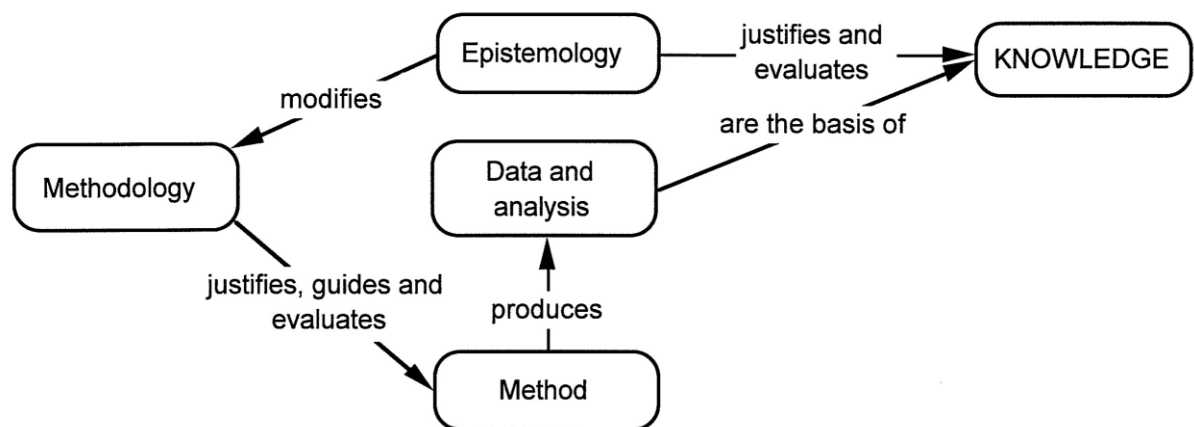 Epistemology
justifies and
evaluates
KNOWLEDGE
modifies
are the basis of
Methodology
Data and
analysis
justifies, guides and
evaluates
produces
Method